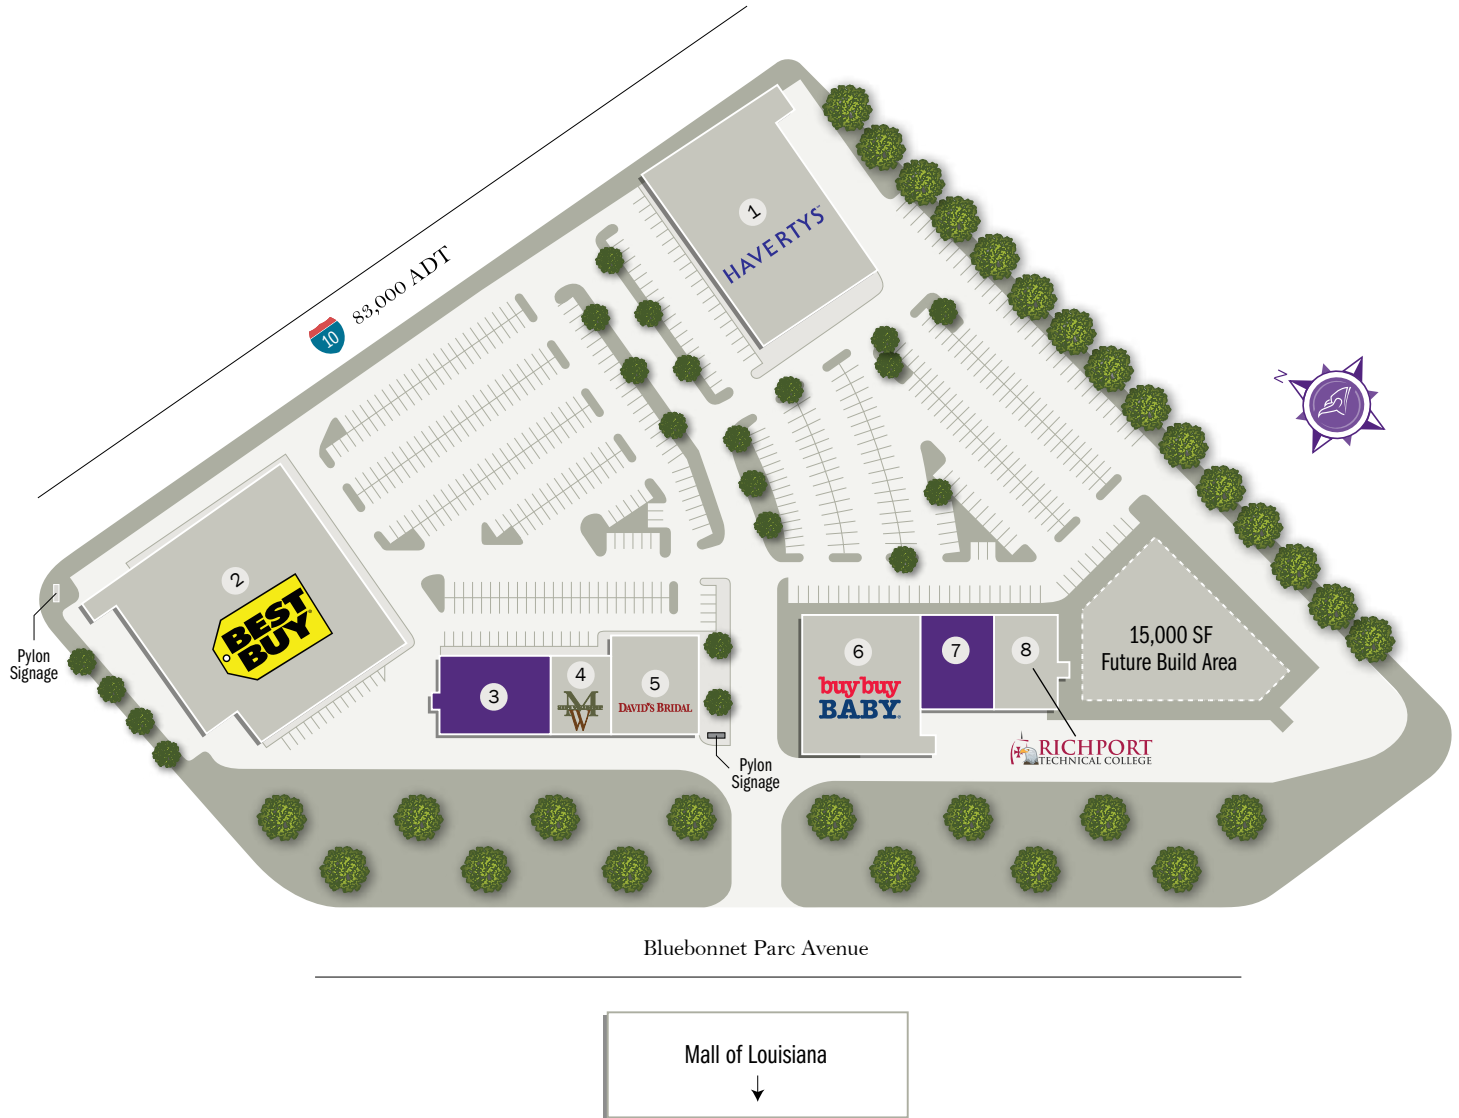 83,000 ADT
10
1
HAVERTYS
N
2
BEST
BUY
Pylon
Signage
3
4
MW
5
DAVID'S BRIDAL
6
buybuy
BABY
7
8
15,000 SF
Future Build Area
RICHPORT
TECHNICAL COLLEGE
Pylon
Signage
Bluebonnet Parc Avenue
Mall of Louisiana